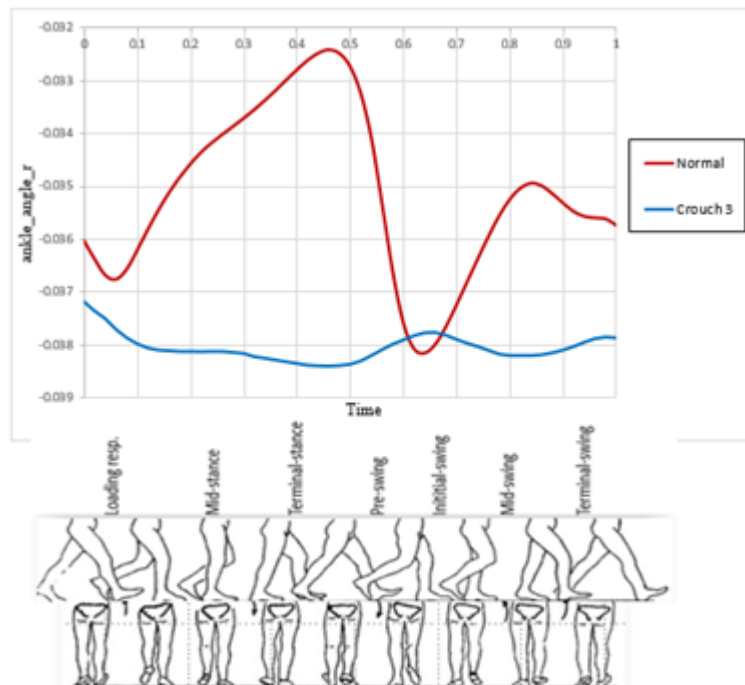 -0.032
0 0.1 0.2 0.3 0.4 0.5 0.6 0.7 0.8 0.9 1
-0.033
-0.034
-0.035
-0.036
-0.037
-0.038
-0.039
ankle_angle_r
Time
Normal
Crouch 3
Loading resp.
Mid-stance
Terminal-stance
Pre-swing
Inititial-swing
Mid-swing
Terminal-swing